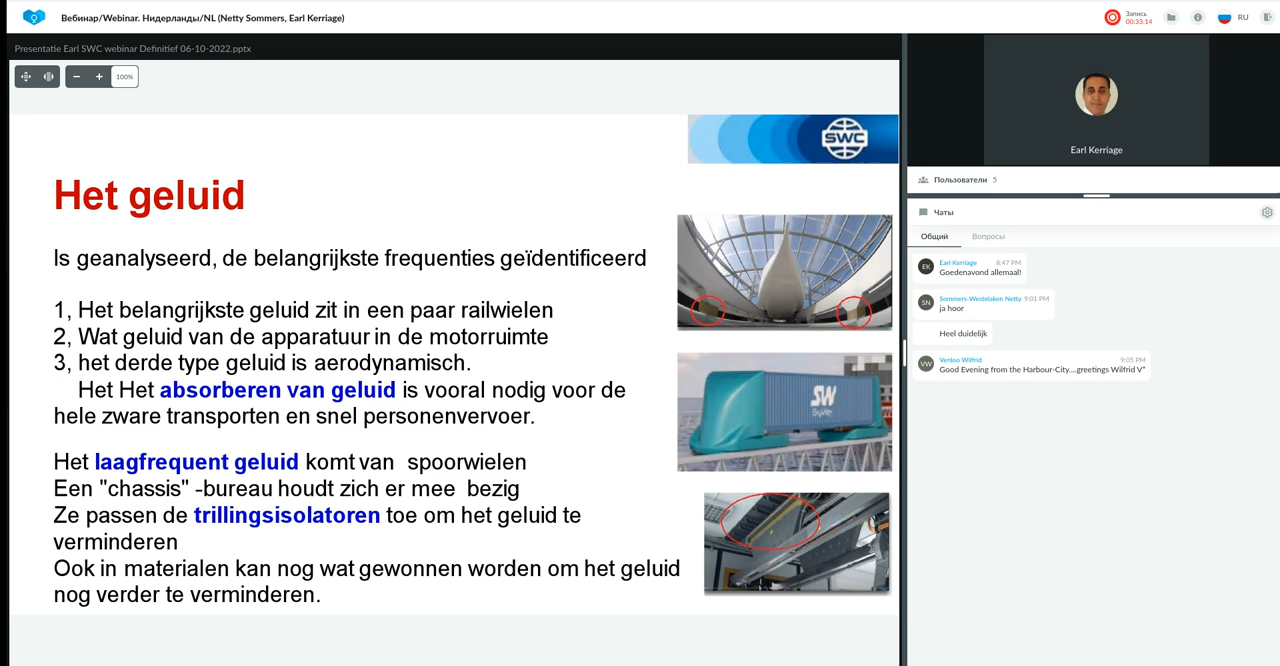 Вебинар/Webinar. Нидерланды/NL (Netty Sommers, Earl Kerriage)
Запись
00:33:14
RU
Presentatie Earl SWC webinar Definitief 06-10-2022.pptx
100%
SWC
Het geluid
Is geanalyseerd, de belangrijkste frequenties geïdentificeerd
1, Het belangrijkste geluid zit in een paar railwielen
2, Wat geluid van de apparatuur in de motorruimte
3, het derde type geluid is aerodynamisch.
Het Het absorberen van geluid is vooral nodig voor de
hele zware transporten en snel personenvervoer.
Het laagfrequent geluid komt van spoorwielen
Een "chassis" -bureau houdt zich er mee bezig
Ze passen de trillingsisolatoren toe om het geluid te
verminderen
Ook in materialen kan nog wat gewonnen worden om het geluid
nog verder te verminderen.
SW
SkyWay
Earl Kerriage
Пользователи 5
Чаты
Общий Вопросы
EK
Earl Kerriage 8:47 PM
Goedenavond allemaal!
SN
Sommers-Westelaken Netty 9:01 PM
ja hoor
Heel duidelijk
VW
Venloo Wilfrid 9:05 PM
Good Evening from the Harbour-City....greetings Wilfrid V"